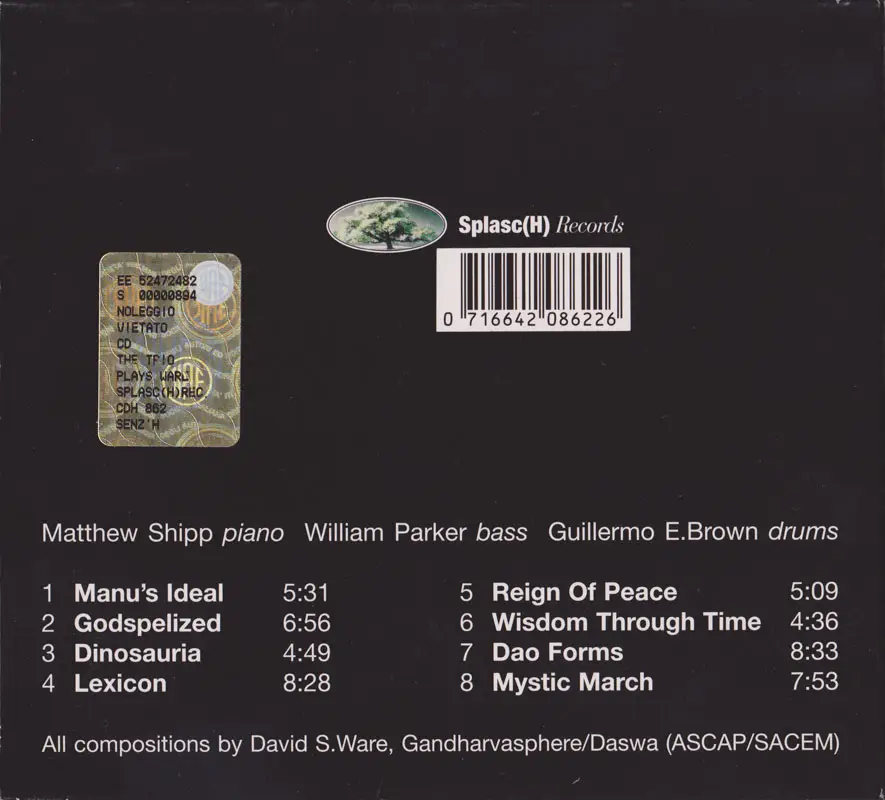 Splasc(H) Records
0 716642 086226
EE 52472482
S 00000894
NOLEGGIO
VIETATO
CD
THE TRIO
PLAYS WARE
SPLASC(H)REC
CDH 862
SENZ'H
Matthew Shipp piano William Parker bass Guillermo E.Brown drums
1 Manu's Ideal 5:31
2 Godspelized 6:56
3 Dinosauria 4:49
4 Lexicon 8:28
5 Reign Of Peace 5:09
6 Wisdom Through Time 4:36
7 Dao Forms 8:33
8 Mystic March 7:53
All compositions by David S.Ware, Gandharvasphere/Daswa (ASCAP/SACEM)